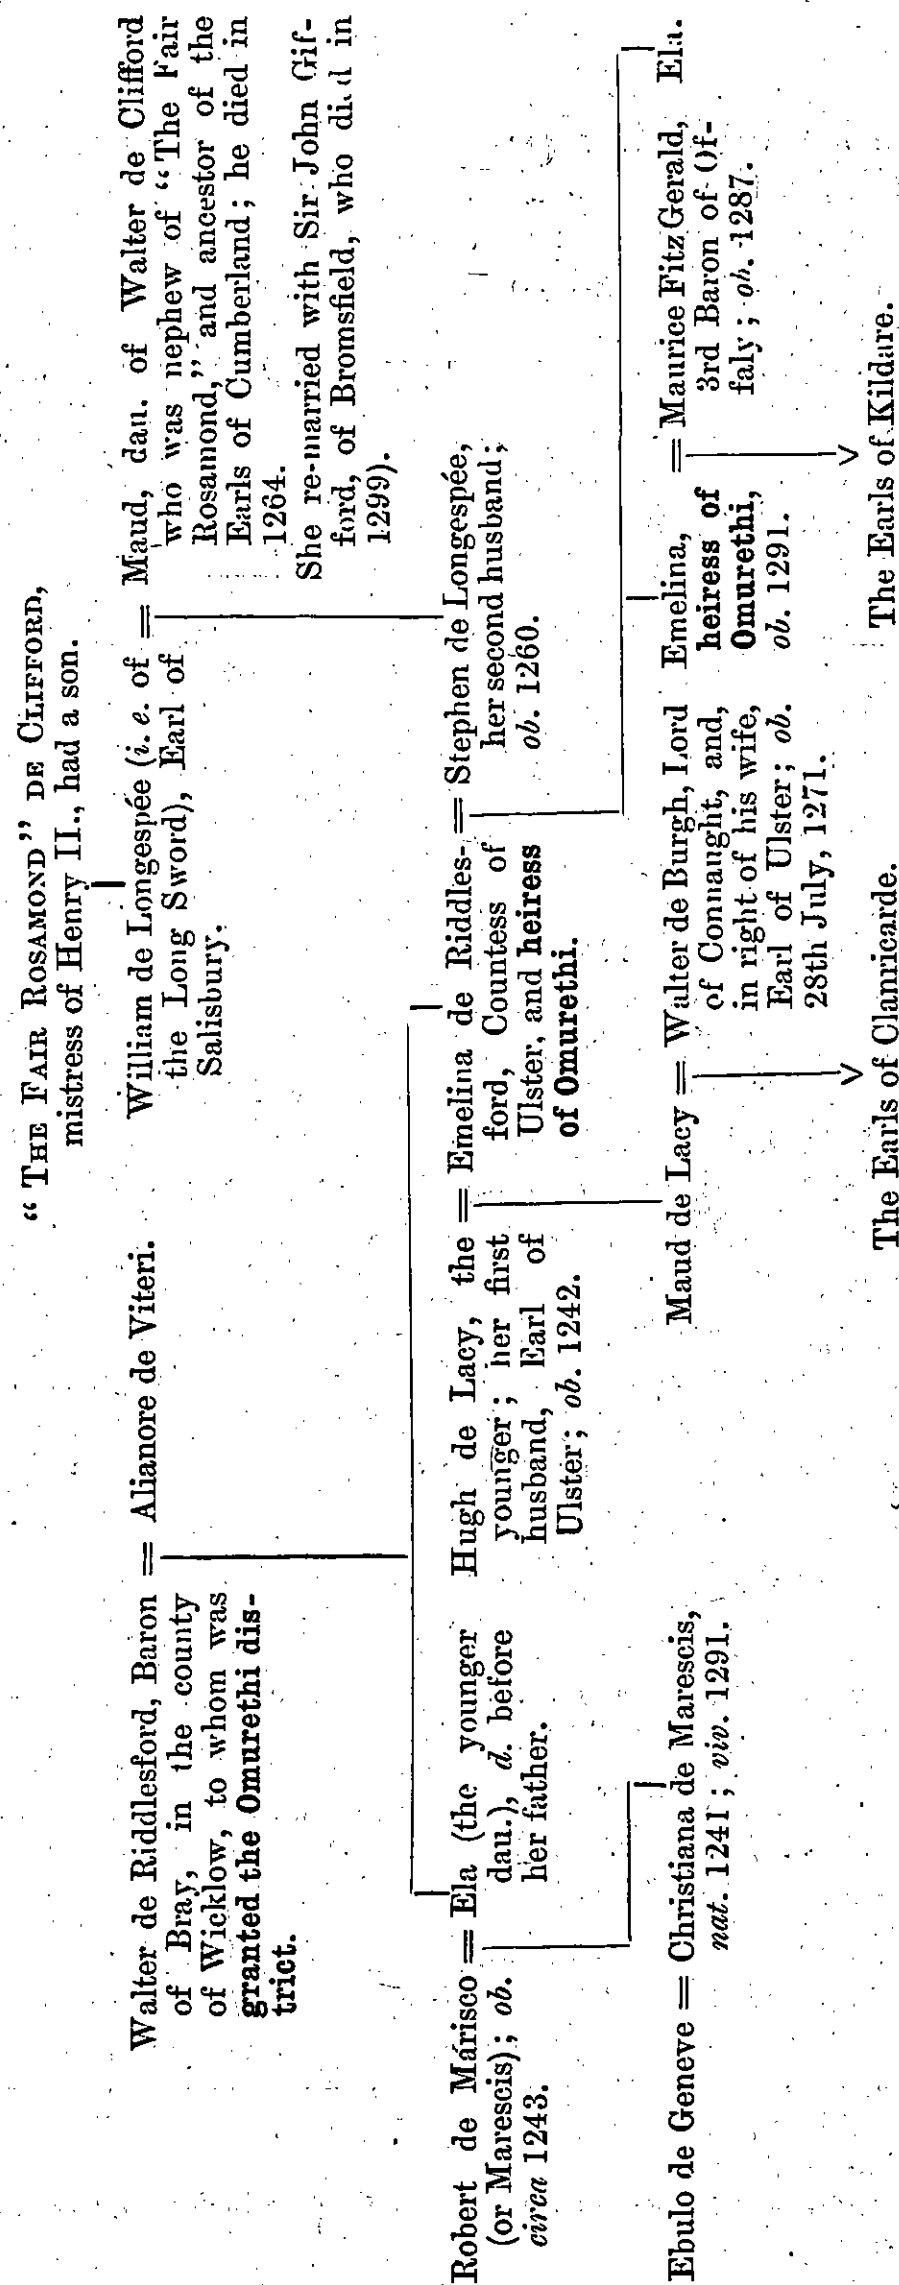 “ THE FAIR ROSAMOND ” DE CLIFFORD,
mistress of Henry II., had a son.
Walter de Riddlesford, Baron
of Bray, in the county
of Wicklow, to whom was
granted the Omurethi dis-
trict.
= Alianore de Viteri.
William de Longespée (i. e. of
the Long Sword), Earl of
Salisbury.
= Maud, dau. of Walter de Clifford
who was nephew of “The Fair
Rosamond,” and ancestor of the
Earls of Cumberland; he died in
1264.
She re-married with Sir John Gif-
ford, of Bromsfield, who died in
1299).
Robert de Marisco
(or Marescis); ob.
circa 1243.
= Ela (the younger
dau.), d. before
her father.
Hugh de Lacy, the
younger; her first
husband, Earl of
Ulster; ob. 1242.
= Emelina de Riddles-
ford, Countess of
Ulster, and heiress
of Omurethi.
= Stephen de Longespée,
her second husband;
ob. 1260.
Ebulo de Geneve = Christiana de Marescis,
nat. 1241; viv. 1291.
Maud de Lacy = Walter de Burgh, Lord
of Connaught, and,
in right of his wife,
Earl of Ulster; ob.
28th July, 1271.
Emelina,
heiress of
Omurethi,
ob. 1291.
= Maurice FitzGerald,
3rd Baron of Of-
faly; ob. 1287.
Ela.
The Earls of Clanricarde.
The Earls of Kildare.